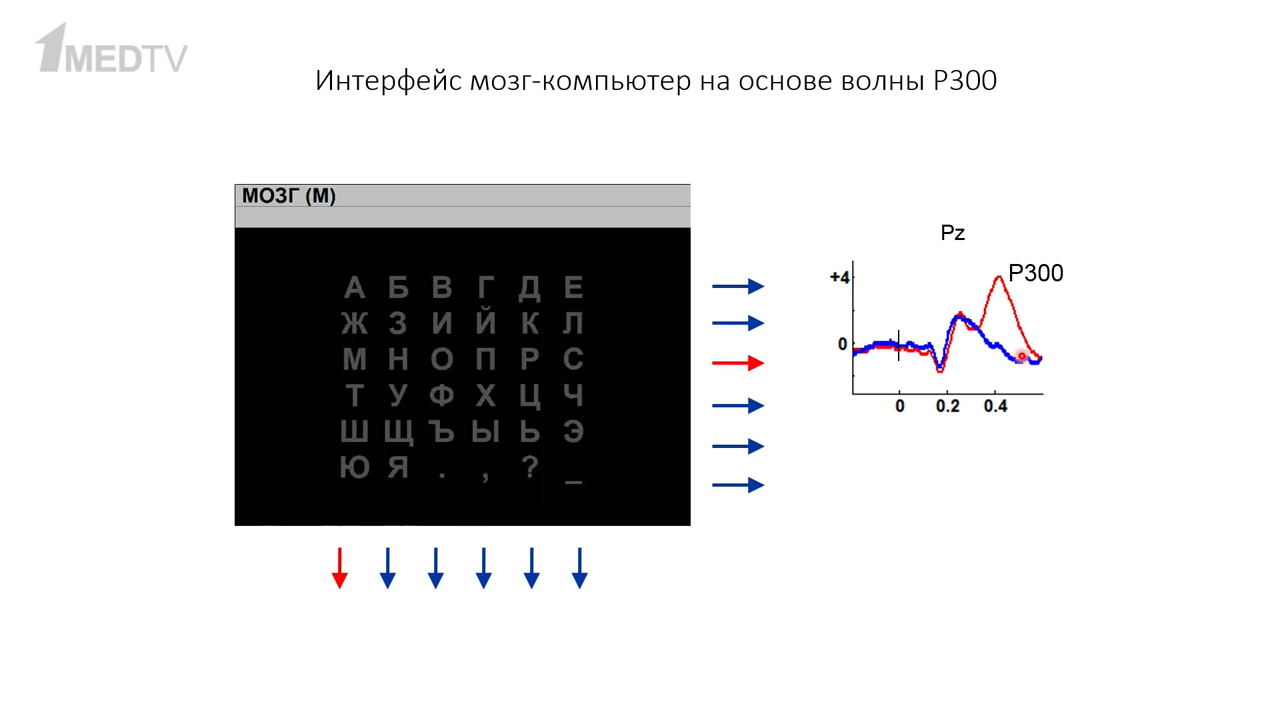 1MEDTV
Интерфейс мозг-компьютер на основе волны P300
МОЗГ (М)
А Б В Г Д Е
Ж З И Й К Л
М Н О П Р С
Т У Ф Х Ц Ч
Ш Щ Ъ Ы Ь Э
Ю Я . , ? _
Pz
+4
P300
0
0 0.2 0.4